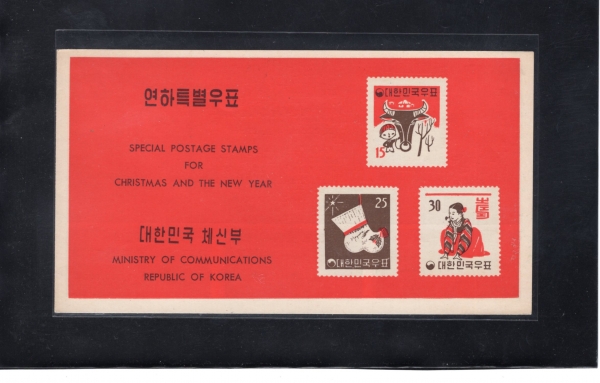 연하특별우표
SPECIAL POSTAGE STAMPS
FOR
CHRISTMAS AND THE NEW YEAR
대한민국 체신부
MINISTRY OF COMMUNICATIONS
REPUBLIC OF KOREA
대한민국우표
15
25
대한민국우표
30
대한민국우표